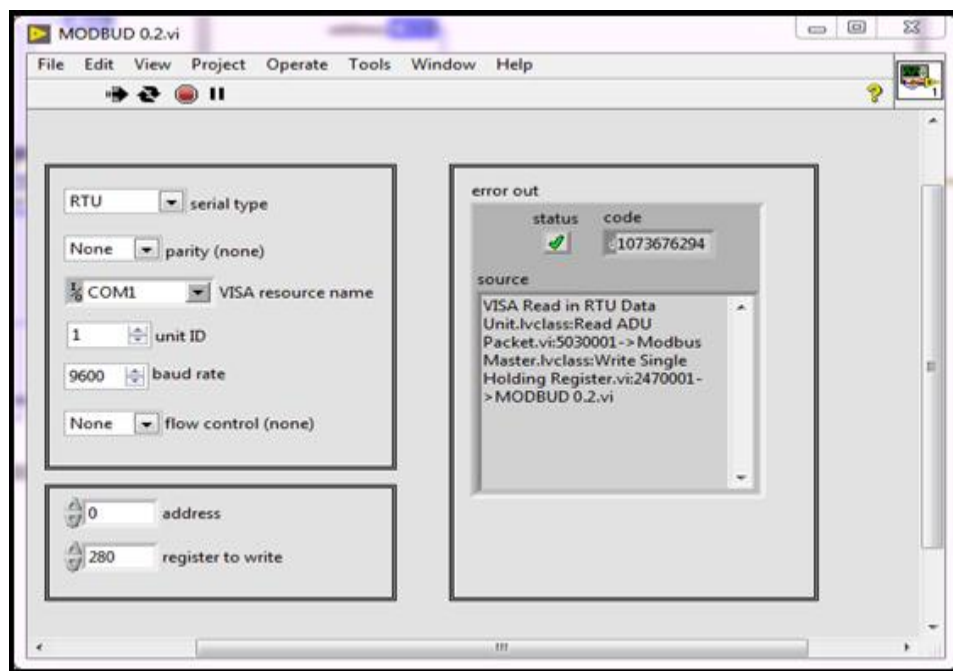 MODBUD 0.2.vi
File Edit View Project Operate Tools Window Help
1
RTU serial type
None parity (none)
COM1 VISA resource name
1 unit ID
9600 baud rate
None flow control (none)
0 address
280 register to write
error out
status code
1073676294
source
VISA Read in RTU Data
Unit.lvclass:Read ADU
Packet.vi:5030001->Modbus
Master.lvclass:Write Single
Holding Register.vi:2470001-
>MODBUD 0.2.vi